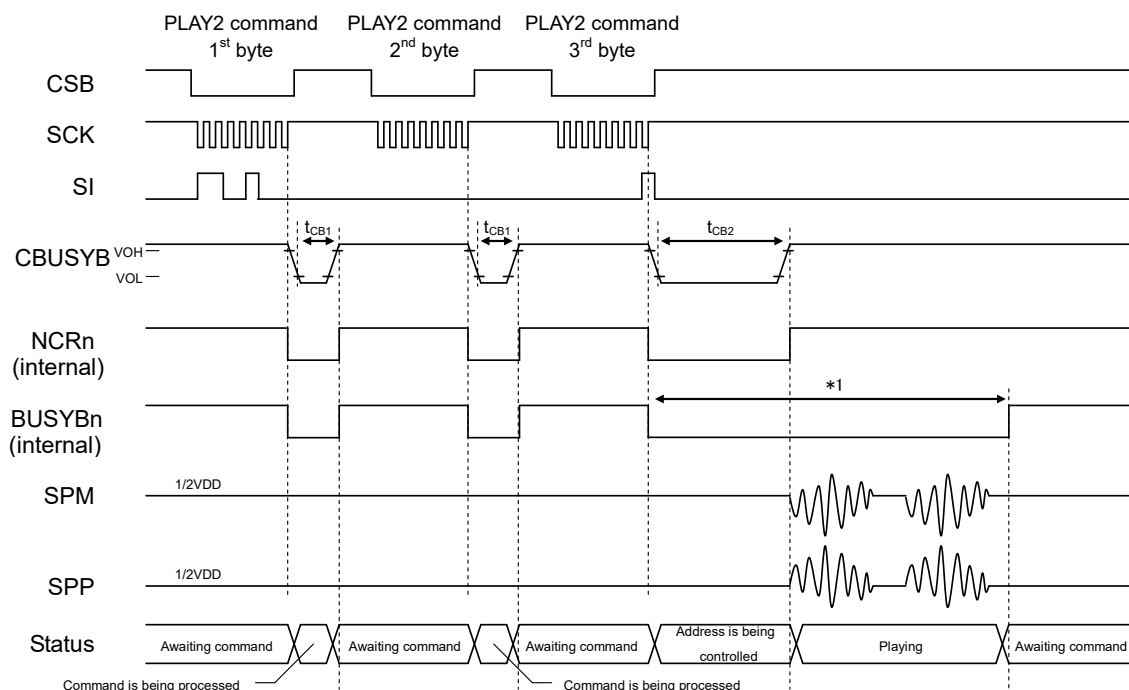 PLAY2 command
1st byte
PLAY2 command
2nd byte
PLAY2 command
3rd byte
CSB
SCK
SI
CBUSYB
VOH
VOL
tCB1
tCB1
tCB2
NCRn
(internal)
BUSYBn
(internal)
*1
SPM
1/2VDD
SPP
1/2VDD
Status
Awaiting command
Awaiting command
Awaiting command
Address is being
controlled
Playing
Awaiting command
Command is being processed
Command is being processed